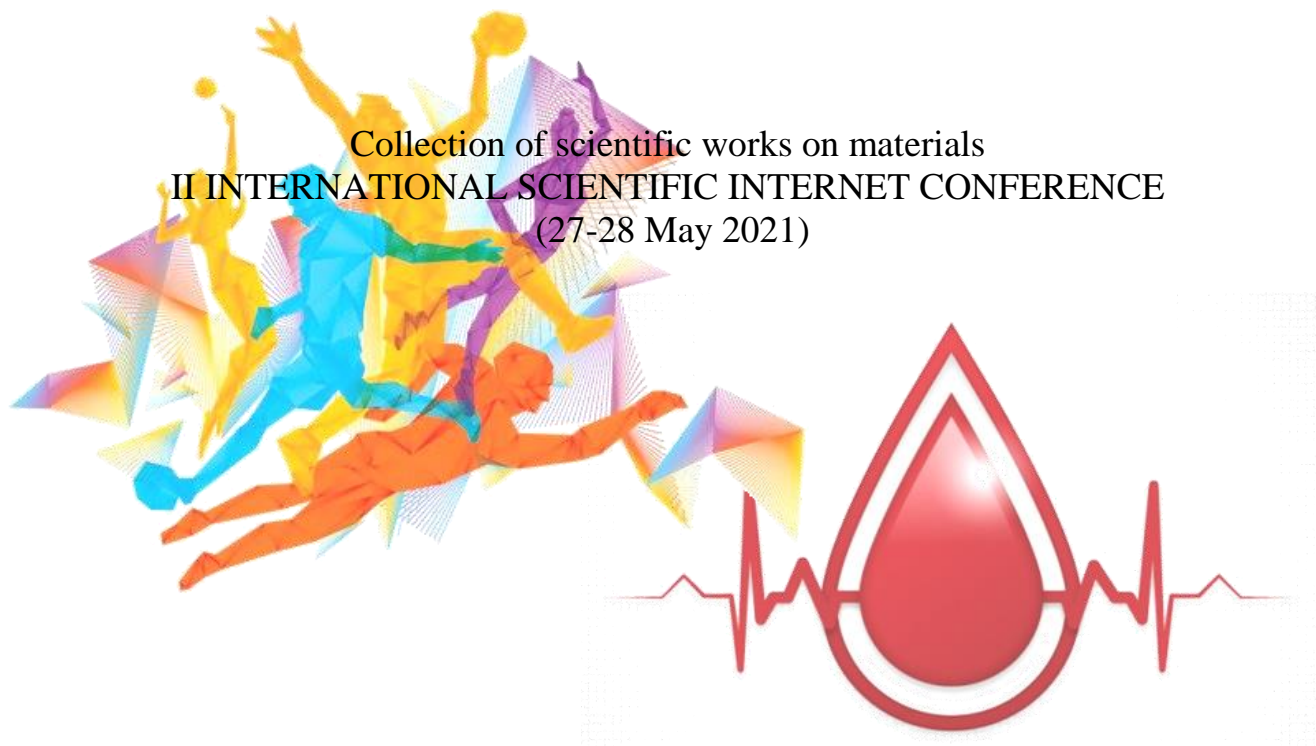 Collection of scientific works on materials
II INTERNATIONAL SCIENTIFIC INTERNET CONFERENCE
(27-28 May 2021)